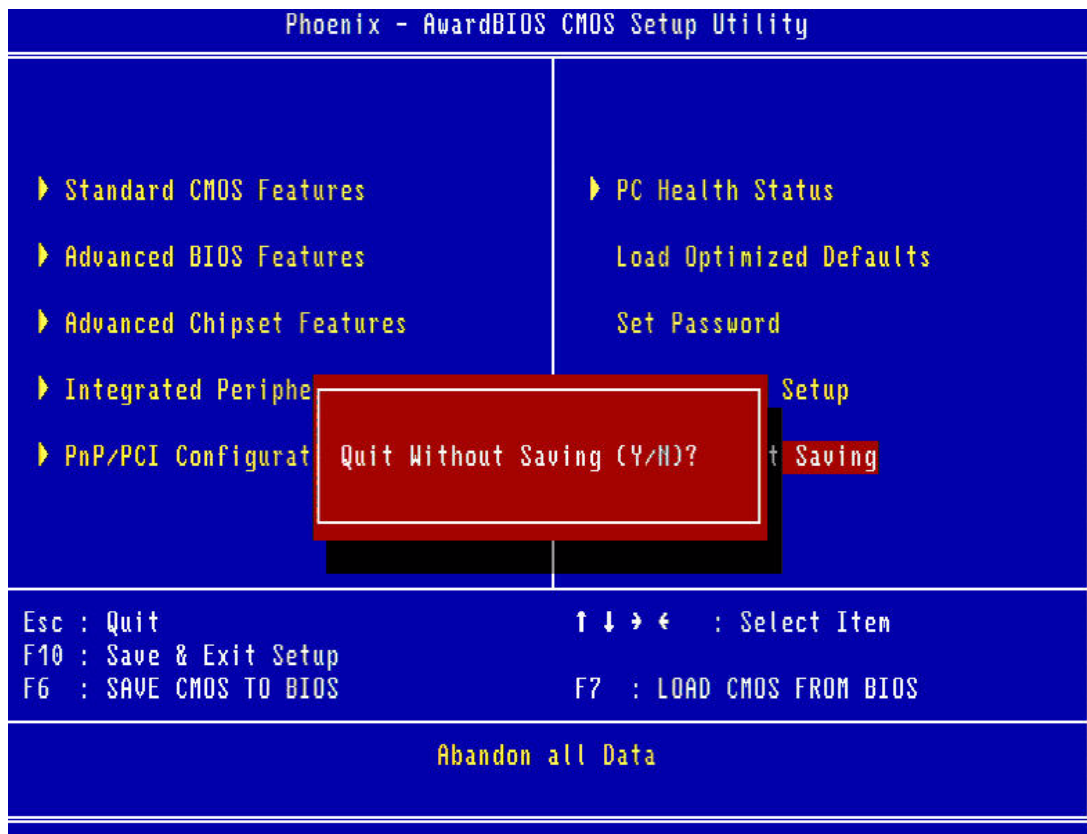 Phoenix - AwardBIOS CMOS Setup Utility
Standard CMOS Features
Advanced BIOS Features
Advanced Chipset Features
Integrated Periphe
PnP/PCI Configurat
PC Health Status
Load Optimized Defaults
Set Password
Setup
t Saving
Quit Without Saving (Y/N)?
Esc : Quit
F10 : Save & Exit Setup
F6 : SAVE CMOS TO BIOS
↑ ↓ → ← : Select Item
F7 : LOAD CMOS FROM BIOS
Abandon all Data